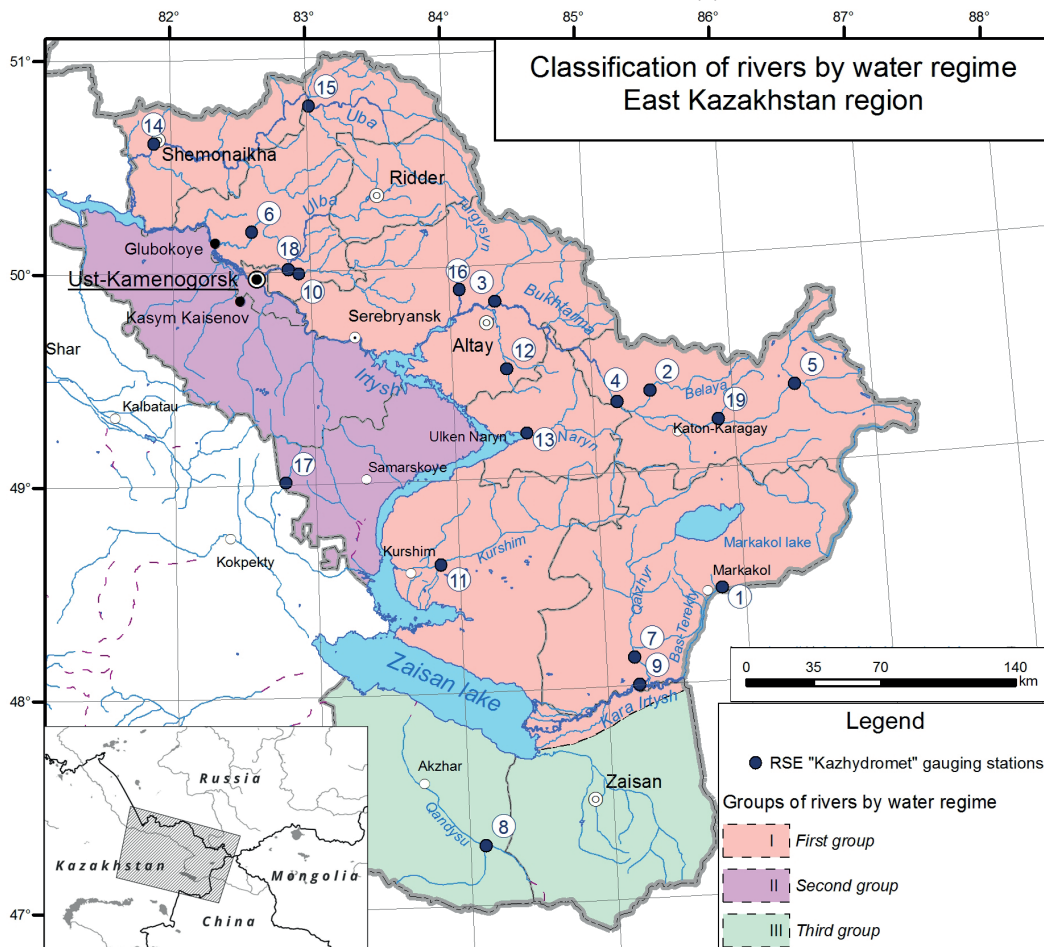 82°
83°
84°
85°
86°
87°
88°
Classification of rivers by water regime
East Kazakhstan region
51°
15
Uba
14
Shemonaikha
Ridder
Ulba
Turgysyn
6
Glubokoye
18
50°
Ust-Kamenogorsk
10
16
3
Bukhtarma
Kasym Kaisenov
Serebryansk
Altay
12
Shar
Irtysh
4
2
Belaya
5
19
Kalbatau
Ulken Naryn
13
Naryn
Katon-Karagay
17
Samarskoye
49°
Kokpekty
Kurshim
11
Kurshim
Markakol lake
Markakol
1
Qalzhyr
Bas-Terekty
7
9
0
35
70
140
km
48°
Zaisan lake
Kara Irtysh
Akzhar
Zaisan
Qandysu
8
47°
Russia
Kazakhstan
Mongolia
China
Legend
RSE "Kazhydromet" gauging stations
Groups of rivers by water regime
I First group
II Second group
III Third group